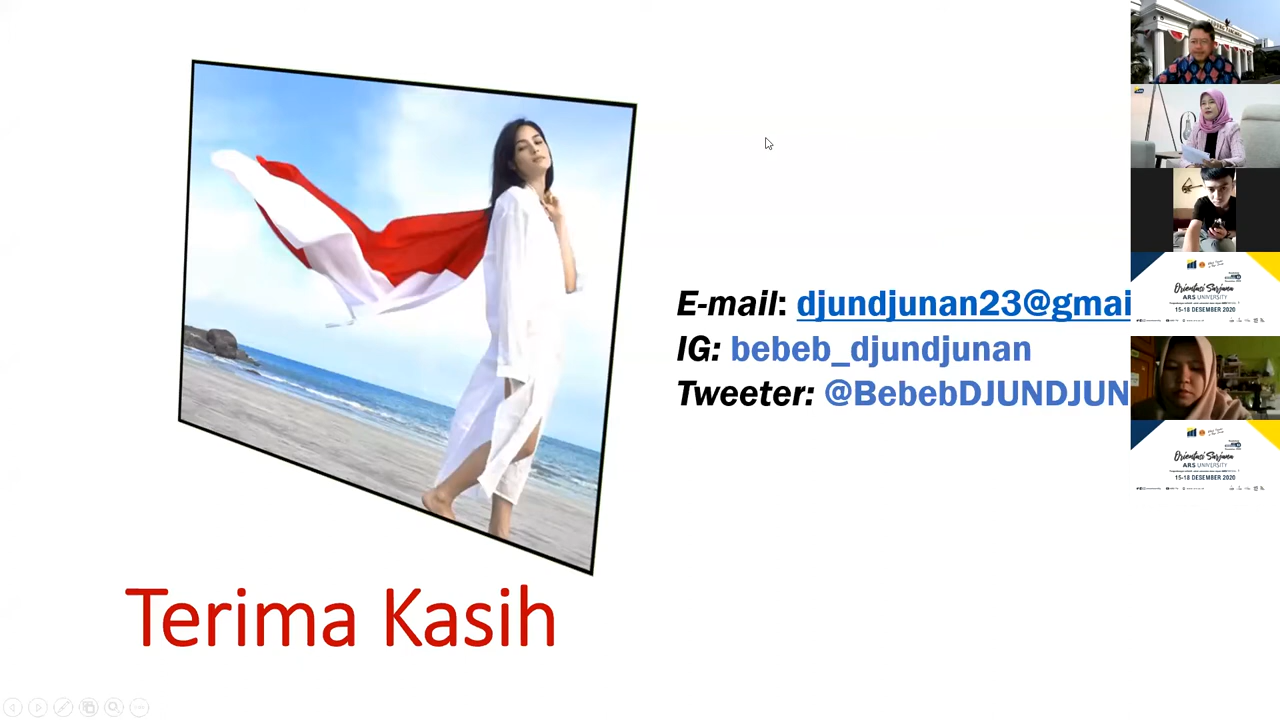 E-mail: djundjunan23@gmai
IG: bebeb_djundjunan
Tweeter: @BebebDJUNDJUN
Terima Kasih
Orientasi Sarjana
ARS UNIVERSITY
15-18 DESEMBER 2020
Orientasi Sarjana
ARS UNIVERSITY
15-18 DESEMBER 2020